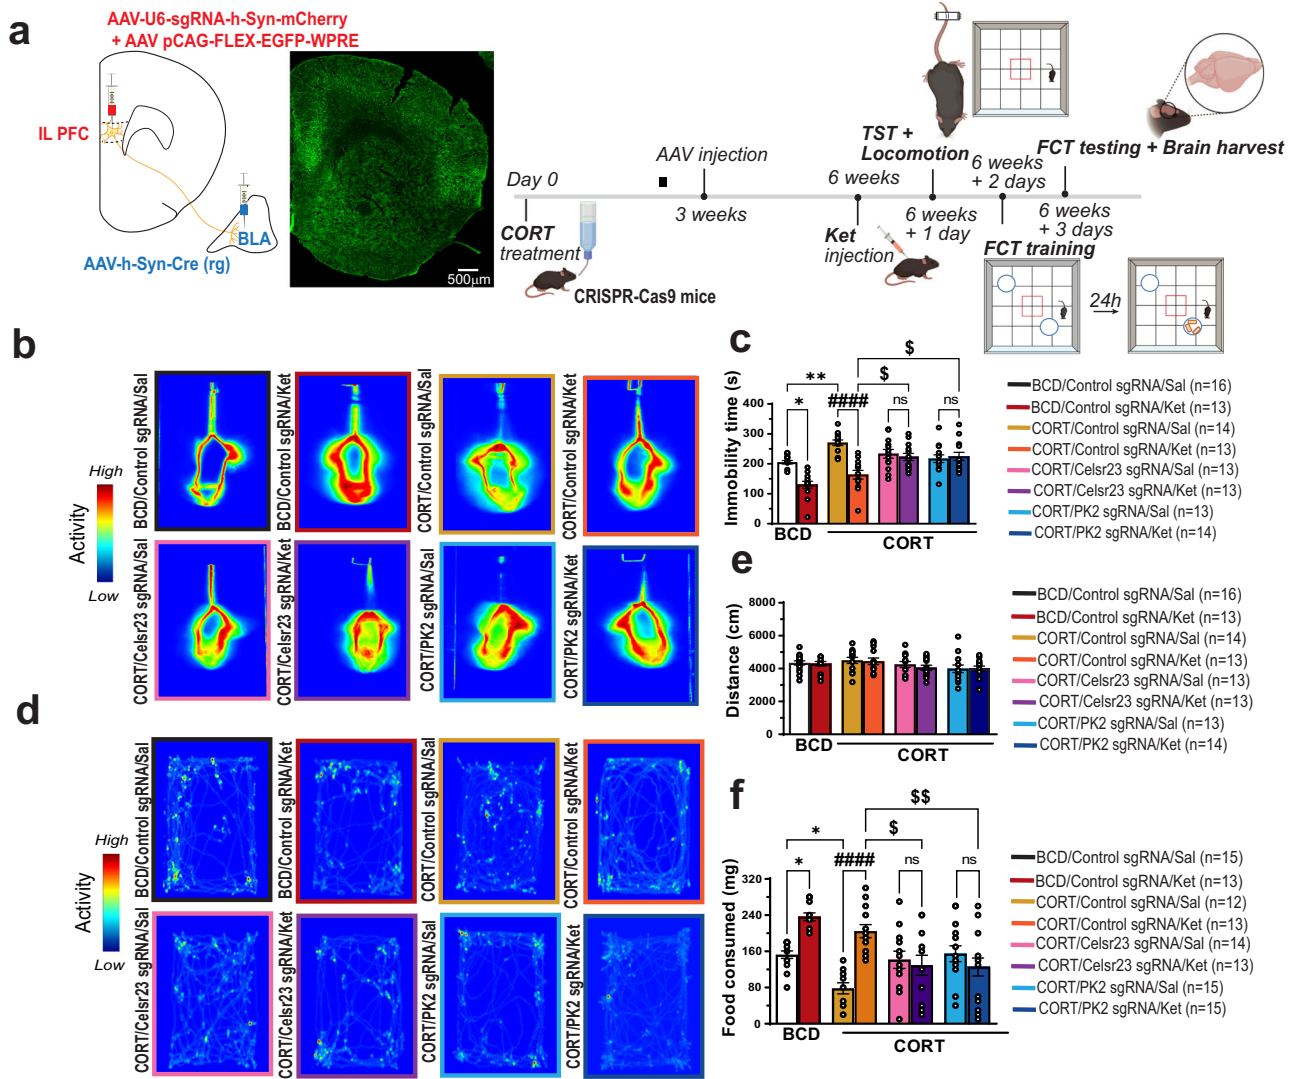 a
AAV-U6-sgRNA-h-Syn-mCherry
+ AAV pCAG-FLEX-EGFP-WPRE
IL PFC
BLA
AAV-h-Syn-Cre (rg)
500µm
Day 0
CORT
treatment
CRISPR-Cas9 mice
AAV injection
3 weeks
6 weeks
Ket
injection
TST +
Locomotion
6 weeks
+ 1 day
6 weeks
+ 2 days
FCT training
FCT testing + Brain harvest
6 weeks
+ 3 days
24h
b
High
Activity
Low
BCD/Control sgRNA/Sal
BCD/Control sgRNA/Ket
CORT/Control sgRNA/Sal
CORT/Control sgRNA/Ket
CORT/Celsr23 sgRNA/Sal
CORT/Celsr23 sgRNA/Ket
CORT/PK2 sgRNA/Sal
CORT/PK2 sgRNA/Ket
c
Immobility time (s)
400
300
200
100
0
*
**
####
$
$
ns
ns
BCD
CORT
BCD/Control sgRNA/Sal (n=16)
BCD/Control sgRNA/Ket (n=13)
CORT/Control sgRNA/Sal (n=14)
CORT/Control sgRNA/Ket (n=13)
CORT/Celsr23 sgRNA/Sal (n=13)
CORT/Celsr23 sgRNA/Ket (n=13)
CORT/PK2 sgRNA/Sal (n=13)
CORT/PK2 sgRNA/Ket (n=14)
d
High
Activity
Low
BCD/Control sgRNA/Sal
BCD/Control sgRNA/Ket
CORT/Control sgRNA/Sal
CORT/Control sgRNA/Ket
CORT/Celsr23 sgRNA/Sal
CORT/Celsr23 sgRNA/Ket
CORT/PK2 sgRNA/Sal
CORT/PK2 sgRNA/Ket
e
Distance (cm)
8000
6000
4000
2000
0
BCD
CORT
BCD/Control sgRNA/Sal (n=16)
BCD/Control sgRNA/Ket (n=13)
CORT/Control sgRNA/Sal (n=14)
CORT/Control sgRNA/Ket (n=13)
CORT/Celsr23 sgRNA/Sal (n=13)
CORT/Celsr23 sgRNA/Ket (n=13)
CORT/PK2 sgRNA/Sal (n=13)
CORT/PK2 sgRNA/Ket (n=14)
f
Food consumed (mg)
320
240
160
80
0
*
*
####
$
$$
ns
ns
BCD
CORT
BCD/Control sgRNA/Sal (n=15)
BCD/Control sgRNA/Ket (n=13)
CORT/Control sgRNA/Sal (n=12)
CORT/Control sgRNA/Ket (n=13)
CORT/Celsr23 sgRNA/Sal (n=14)
CORT/Celsr23 sgRNA/Ket (n=13)
CORT/PK2 sgRNA/Sal (n=15)
CORT/PK2 sgRNA/Ket (n=15)